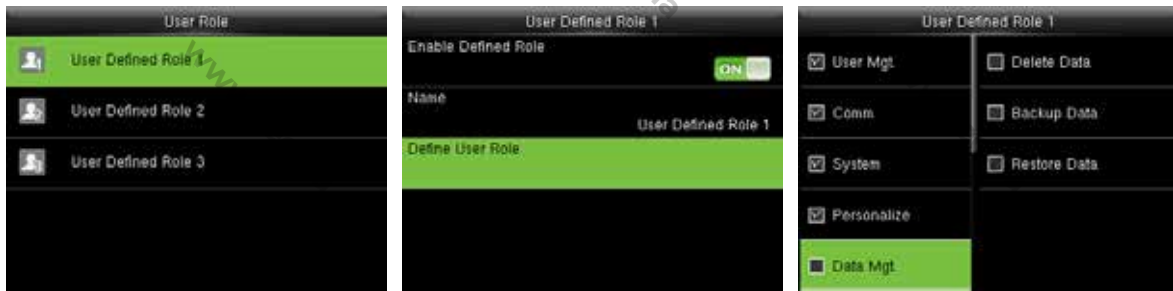 User Role
User Defined Role 1
User Defined Role 2
User Defined Role 3
User Defined Role 1
Enable Defined Role
ON
Name
User Defined Role 1
Define User Role
User Defined Role 1
User Mgt.
Comm
System
Personalize
Data Mgt.
Delete Data
Backup Data
Restore Data